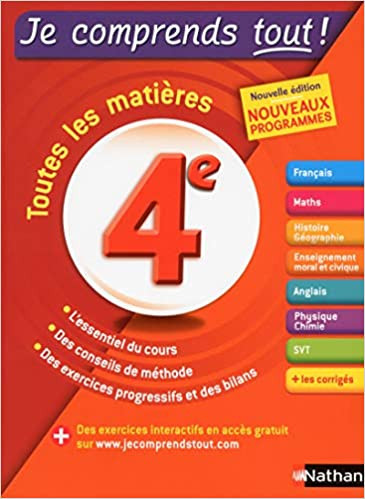 Je comprends tout !
Nouvelle édition
NOUVEAUX
PROGRAMMES
Toutes les matières
4e
Français
Maths
Histoire
Géographie
Enseignement
moral et civique
Anglais
Physique
Chimie
SVT
+ les corrigés
• L'essentiel du cours
• Des conseils de méthode
• Des exercices progressifs et des bilans
+ Des exercices interactifs en accès gratuit
sur www.jecomprendstout.com
Nathan